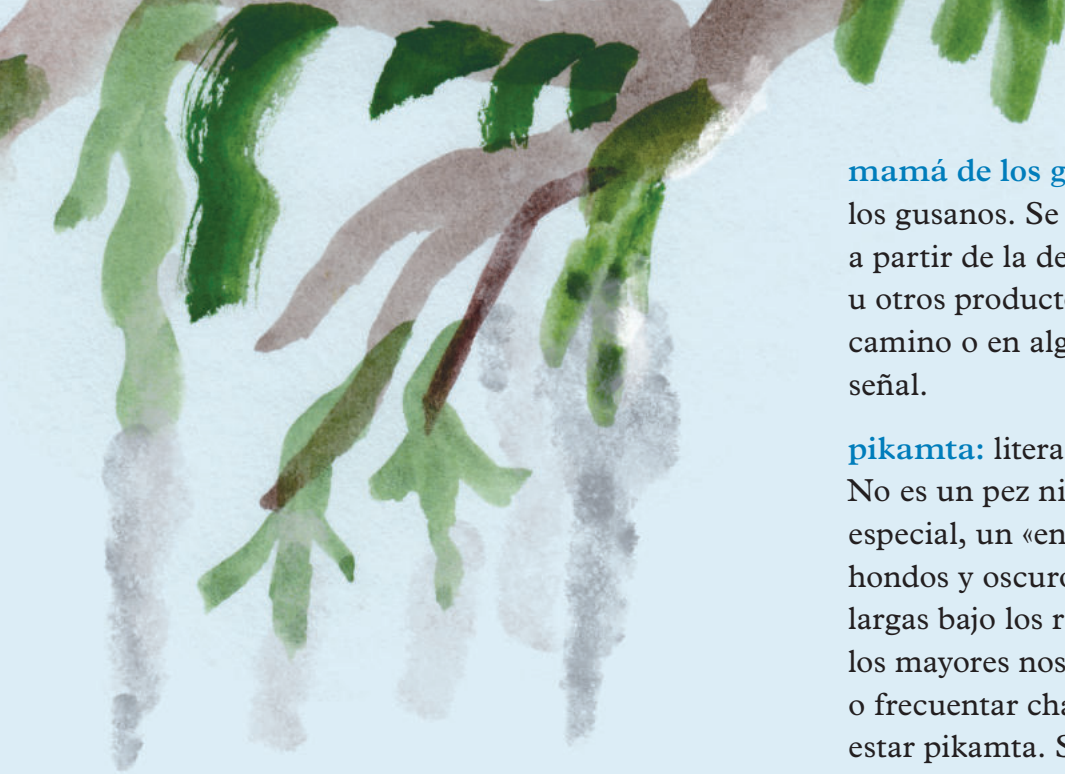 mamá de los g
los gusanos. Se
a partir de la de
u otros product
camino o en alg
señal.
pikamta: litera
No es un pez ni
especial, un «en
hondos y oscuro
largas bajo los r
los mayores nos
o frecuentar cha
estar pikamta. S